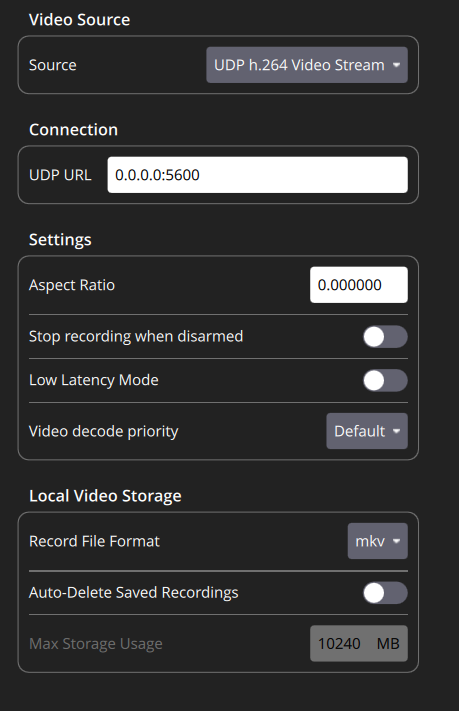 Video Source
Source UDP h.264 Video Stream
Connection
UDP URL 0.0.0.0:5600
Settings
Aspect Ratio 0.000000
Stop recording when disarmed
Low Latency Mode
Video decode priority Default
Local Video Storage
Record File Format mkv
Auto-Delete Saved Recordings
Max Storage Usage 10240 MB